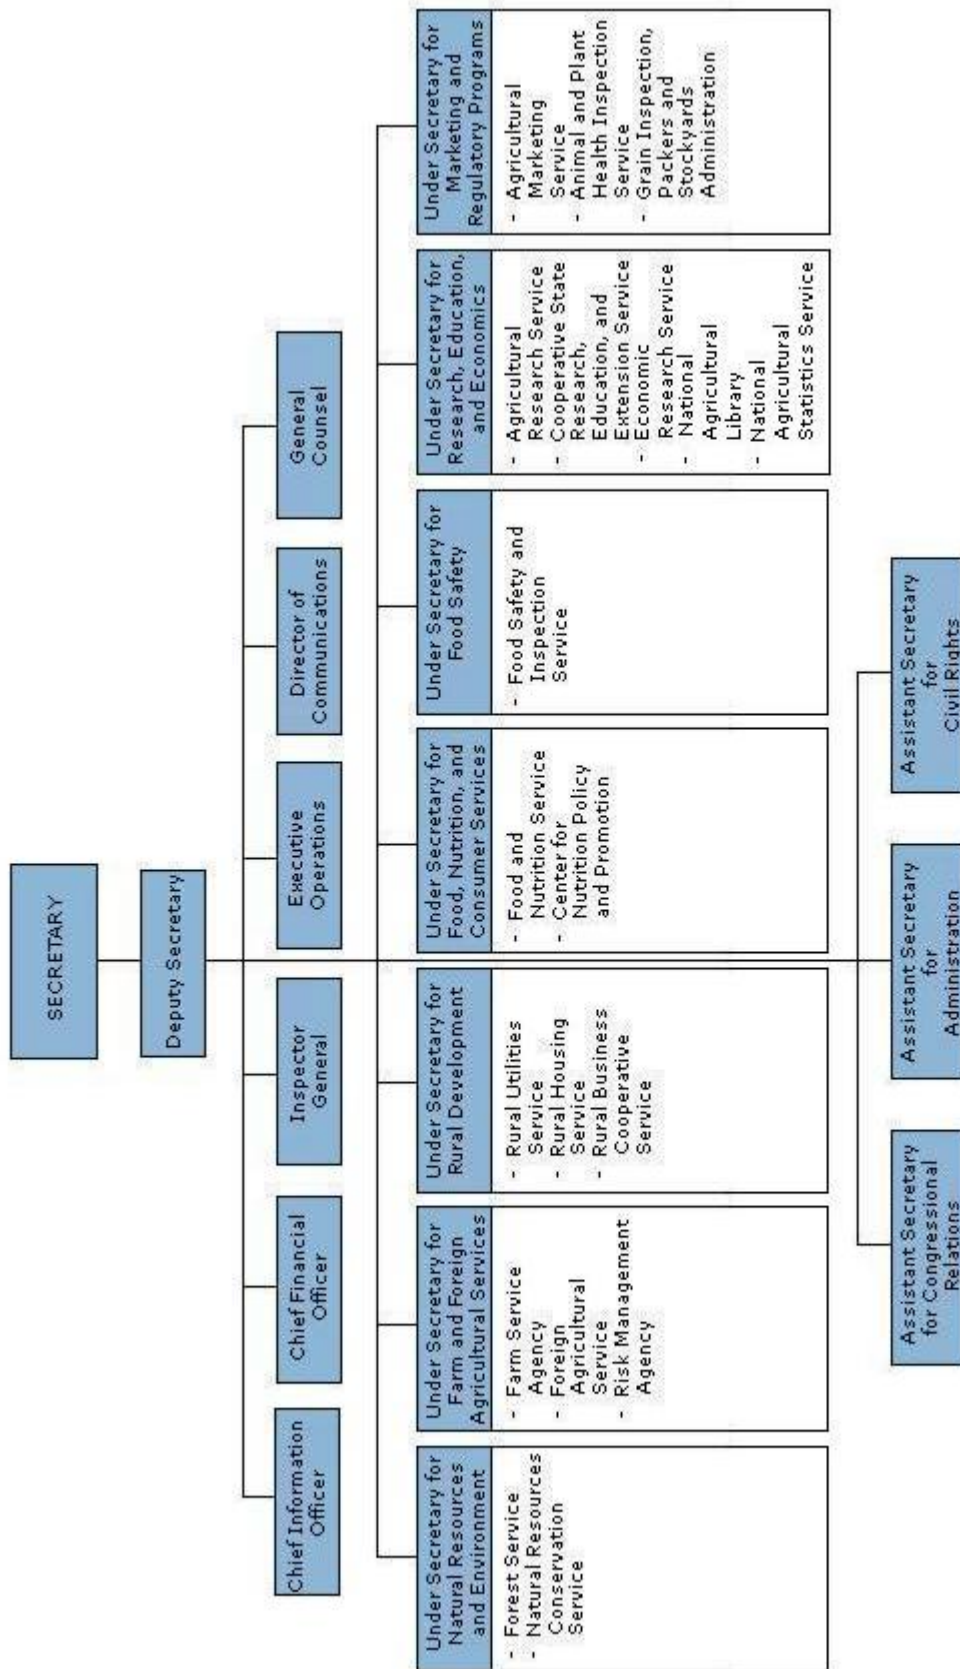 SECRETARY
Deputy Secretary
Chief Information
Officer
Chief Financial
Officer
Inspector
General
Executive
Operations
Director of
Communications
General
Counsel
Under Secretary for
Natural Resources
and Environment
- Forest Service
- Natural Resources
Conservation
Service
Under Secretary for
Farm and Foreign
Agricultural Services
- Farm Service
Agency
- Foreign
Agricultural
Service
- Risk Management
Agency
Under Secretary for
Rural Development
- Rural Utilities
Service
- Rural Housing
Service
- Rural Business
Cooperative
Service
Under Secretary for
Food, Nutrition, and
Consumer Services
- Food and
Nutrition Service
- Center for
Nutrition Policy
and Promotion
Under Secretary for
Food Safety
- Food Safety and
Inspection
Service
Under Secretary for
Research, Education,
and Economics
- Agricultural
Research Service
- Cooperative State
Research,
Education, and
Extension Service
- Economic
Research Service
- National
Agricultural
Library
- National
Agricultural
Statistics Service
Under Secretary for
Marketing and
Regulatory Programs
- Agricultural
Marketing
Service
- Animal and Plant
Health Inspection
Service
- Grain Inspection,
Packers and
Stockyards
Administration
Assistant Secretary
for Congressional
Relations
Assistant Secretary
for
Administration
Assistant Secretary
for
Civil Rights